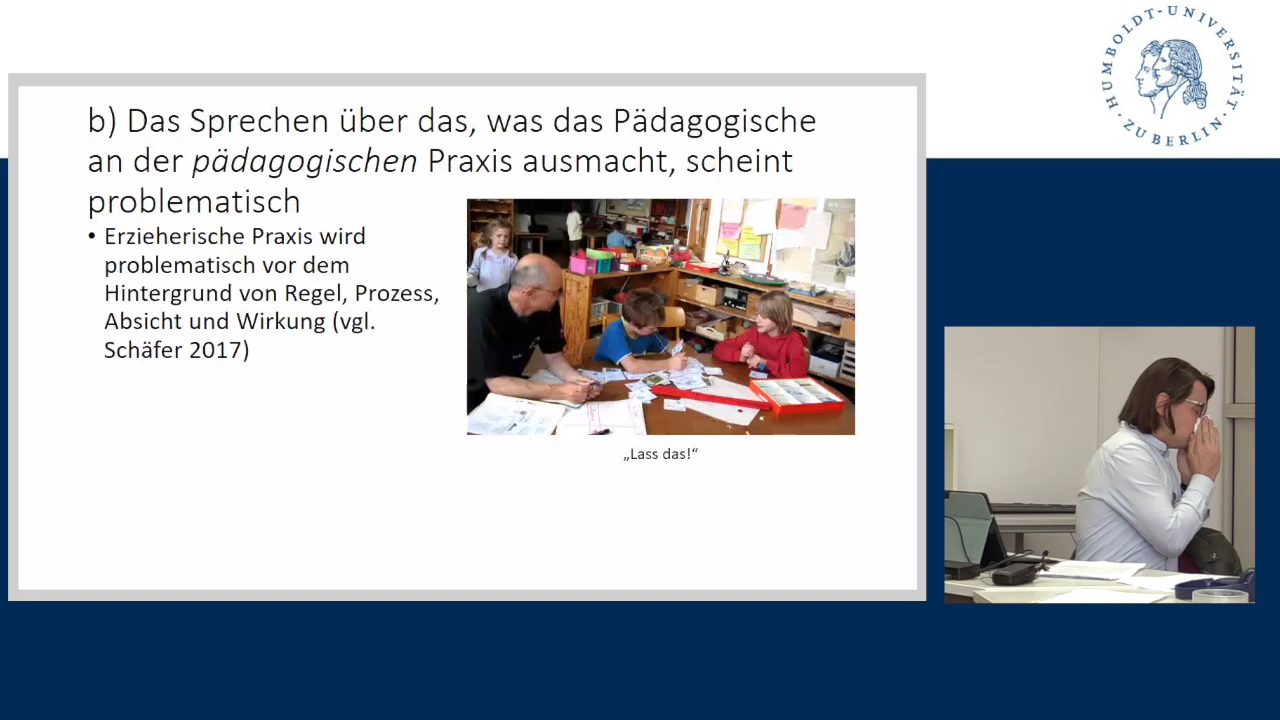 HUMBOLDT-UNIVERSITÄT
ZU BERLIN
b) Das Sprechen über das, was das Pädagogische
an der pädagogischen Praxis ausmacht, scheint
problematisch
• Erzieherische Praxis wird
problematisch vor dem
Hintergrund von Regel, Prozess,
Absicht und Wirkung (vgl.
Schäfer 2017)
„Lass das!“